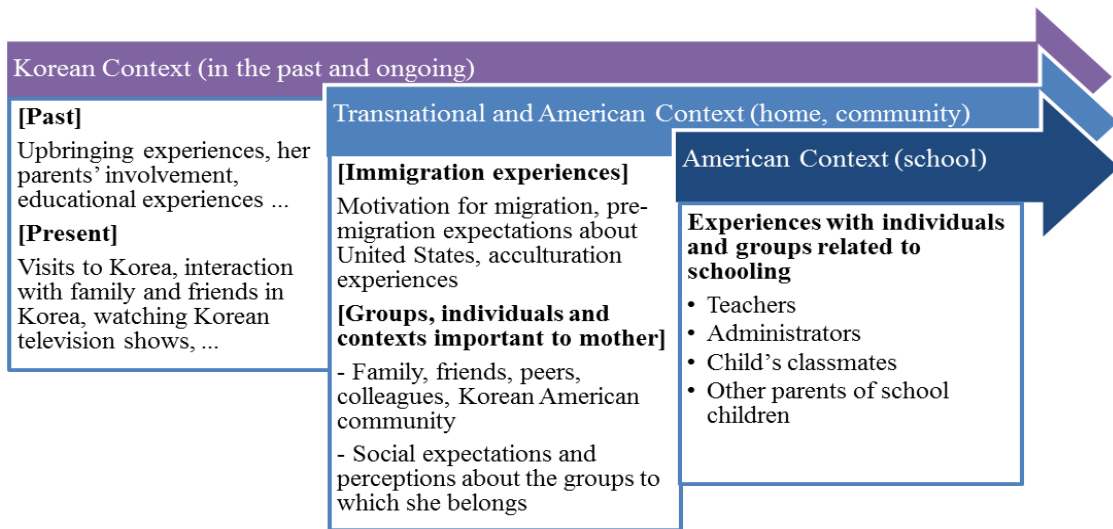 Korean Context (in the past and ongoing)
[Past]
Upbringing experiences, her
parents’ involvement,
educational experiences ...
[Present]
Visits to Korea, interaction
with family and friends in
Korea, watching Korean
television shows, ...
Transnational and American Context (home, community)
[Immigration experiences]
Motivation for migration, pre-
migration expectations about
United States, acculturation
experiences
[Groups, individuals and
contexts important to mother]
- Family, friends, peers,
colleagues, Korean American
community
- Social expectations and
perceptions about the groups to
which she belongs
American Context (school)
Experiences with individuals
and groups related to
schooling
• Teachers
• Administrators
• Child’s classmates
• Other parents of school
children